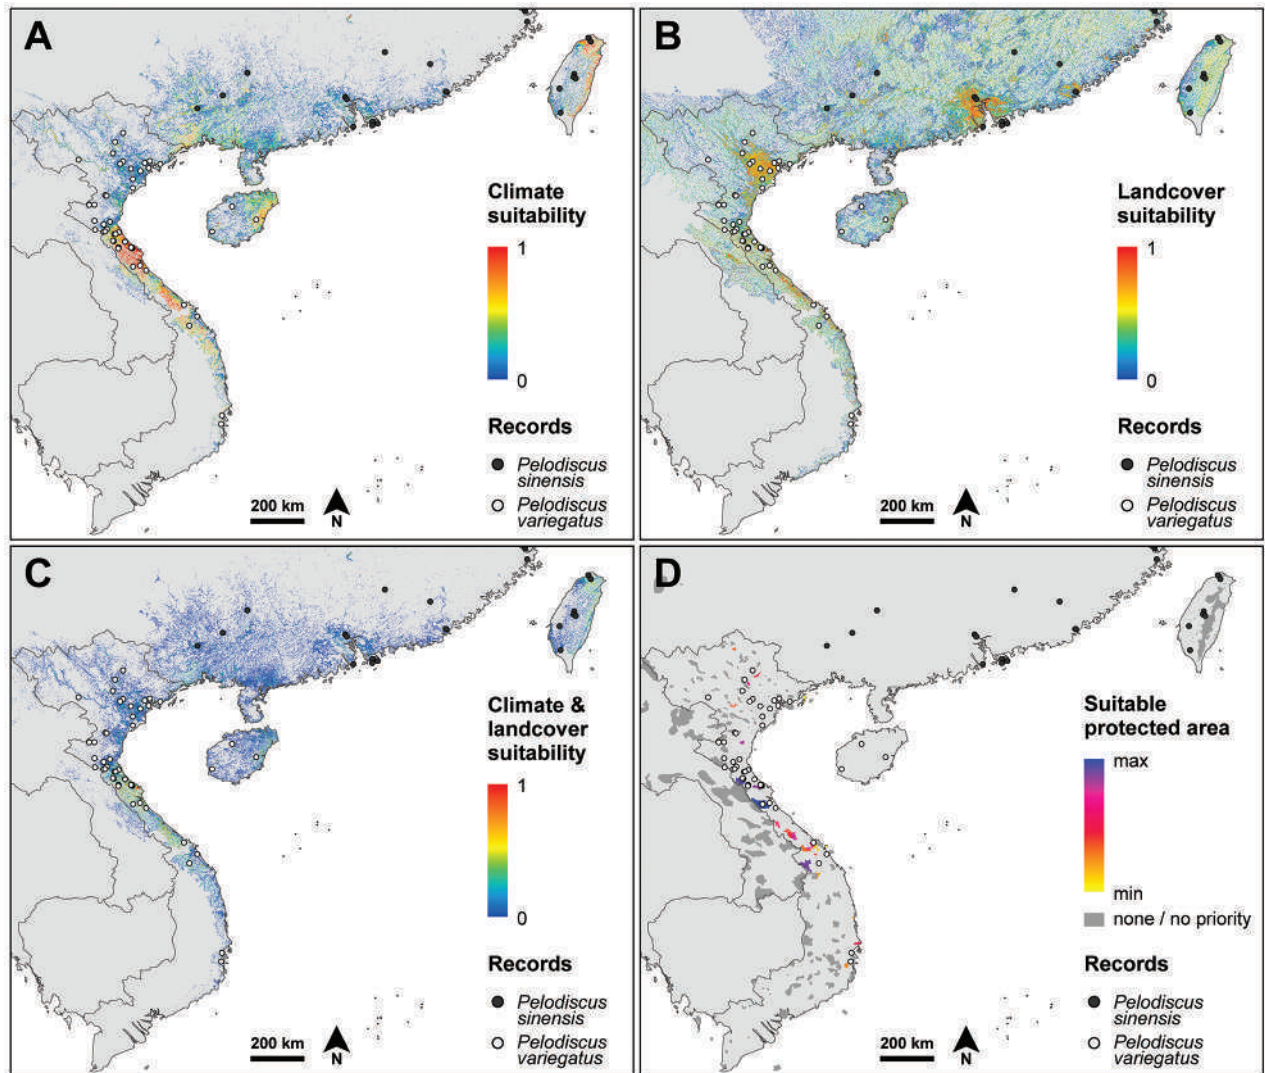 A
Climate
suitability
1
0
Records
Pelodiscus
sinensis
Pelodiscus
variegatus
200 km
N
B
Landcover
suitability
1
0
Records
Pelodiscus
sinensis
Pelodiscus
variegatus
200 km
N
C
Climate &
landcover
suitability
1
0
Records
Pelodiscus
sinensis
Pelodiscus
variegatus
200 km
N
D
Suitable
protected area
max
min
none / no priority
Records
Pelodiscus
sinensis
Pelodiscus
variegatus
200 km
N